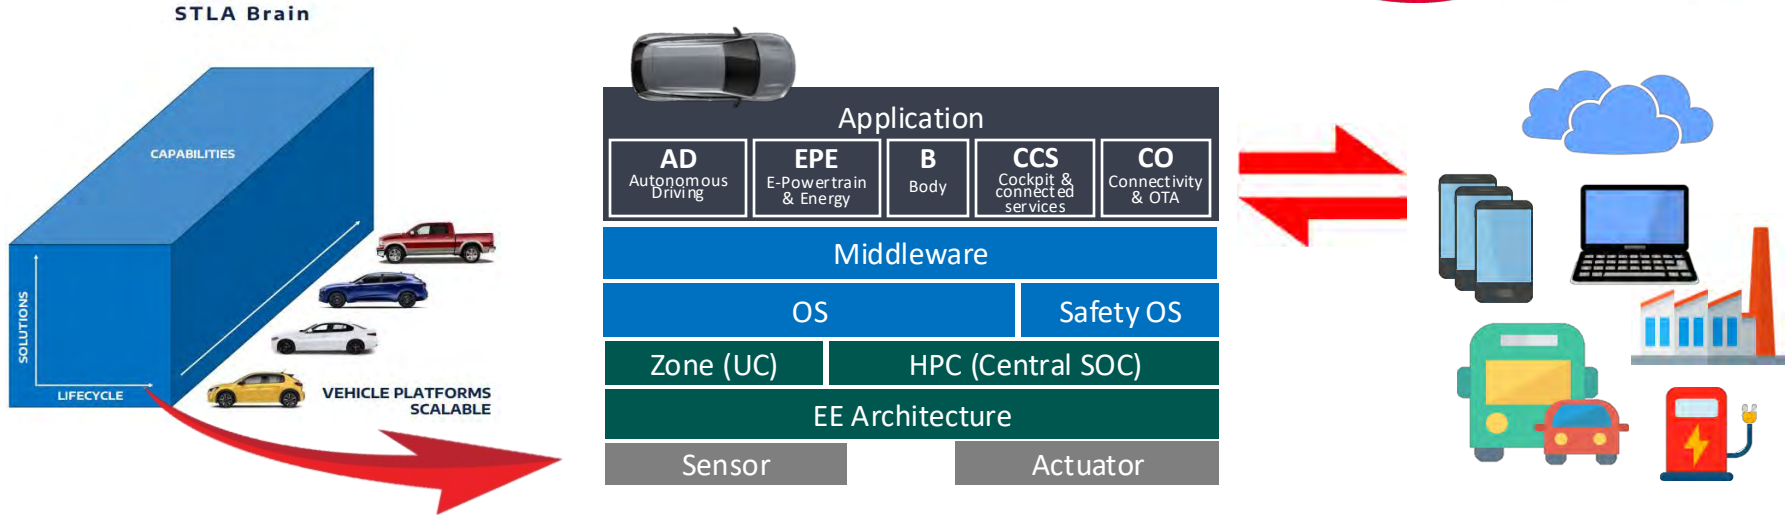 STLA Brain
CAPABILITIES
SOLUTIONS
LIFECYCLE
VEHICLE PLATFORMS
SCALABLE
Application
AD
Autonomous
Driving
EPE
E-Powertrain
& Energy
B
Body
CCS
Cockpit &
connected
services
CO
Connectivity
& OTA
Middleware
OS
Safety OS
Zone (UC)
HPC (Central SOC)
EE Architecture
Sensor
Actuator